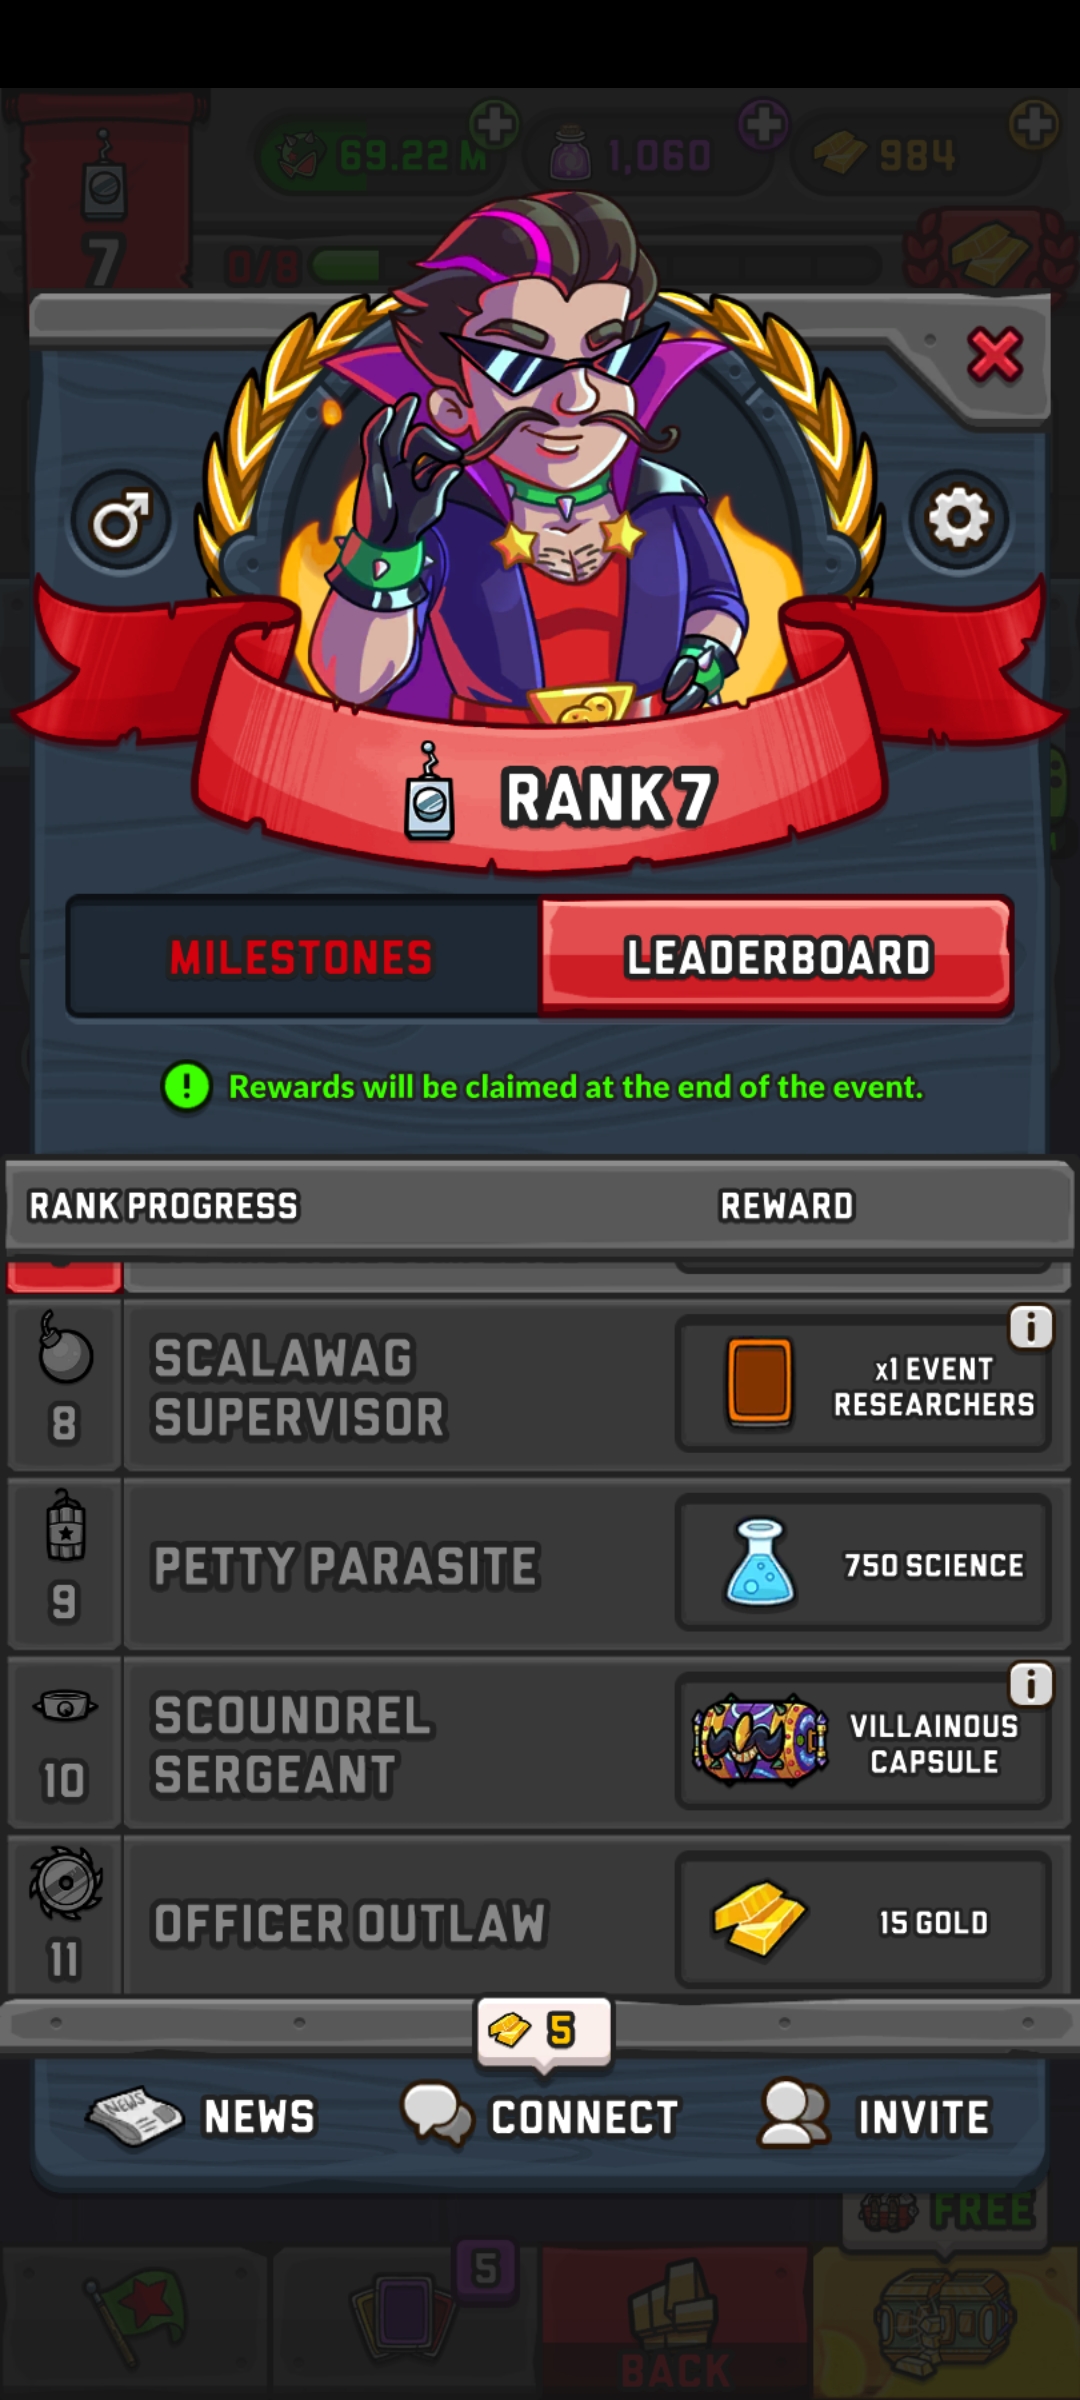 69.22 M
1,060
984
7
0/8
RANK 7
MILESTONES
LEADERBOARD
! Rewards will be claimed at the end of the event.
RANK PROGRESS
REWARD
8
SCALAWAG
SUPERVISOR
x1 EVENT
RESEARCHERS
i
9
PETTY PARASITE
750 SCIENCE
10
SCOUNDREL
SERGEANT
VILLAINOUS
CAPSULE
i
11
OFFICER OUTLAW
15 GOLD
5
NEWS
NEWS
CONNECT
INVITE
FREE
5
BACK